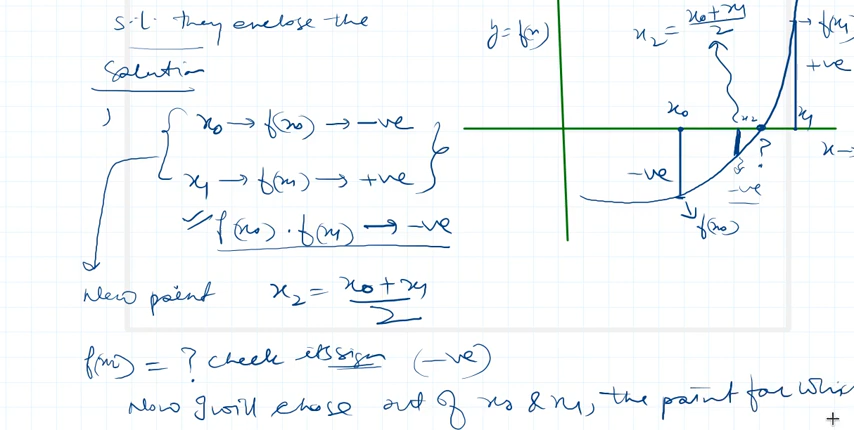 s.t. they enclose the
solution
x₀ → f(x₀) → -ve
x₁ → f(x₁) → +ve
f(x₀) · f(x₁) → -ve
New point x₂ = (x₀ + x₁)/2
f(x₂) = ? check its sign (-ve)
Now I will chose out of x₀ & x₁, the point for whic
y = f(x)
x₂ = (x₀ + x₁)/2
→ f(x₁)
+ve
x₀
x₂
x₁
?
x →
-ve
-ve
f(x₀)